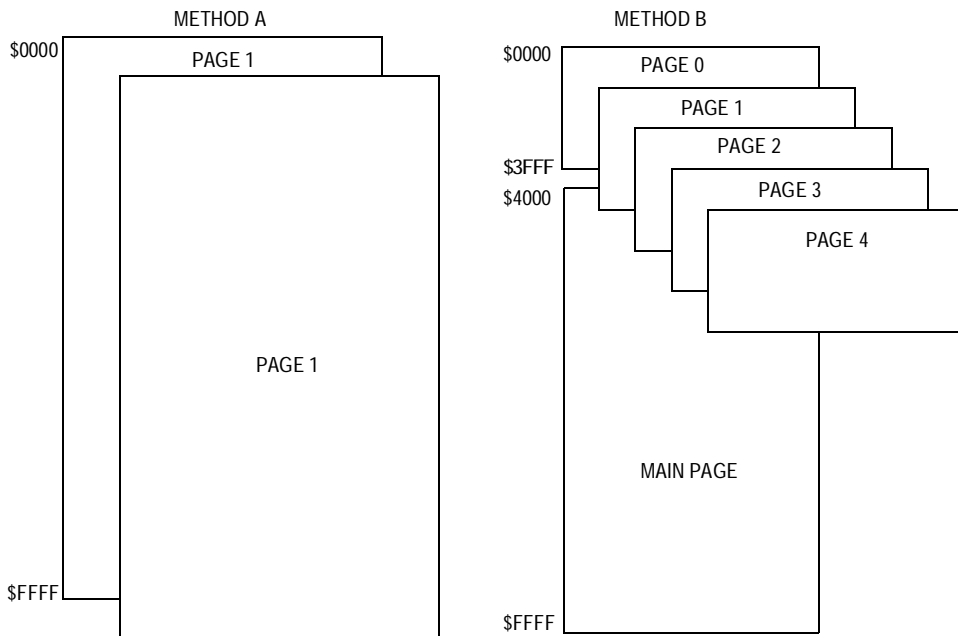 METHOD A
$0000
PAGE 1
PAGE 1
$FFFF
METHOD B
$0000
PAGE 0
PAGE 1
PAGE 2
$3FFF
PAGE 3
$4000
PAGE 4
MAIN PAGE
$FFFF